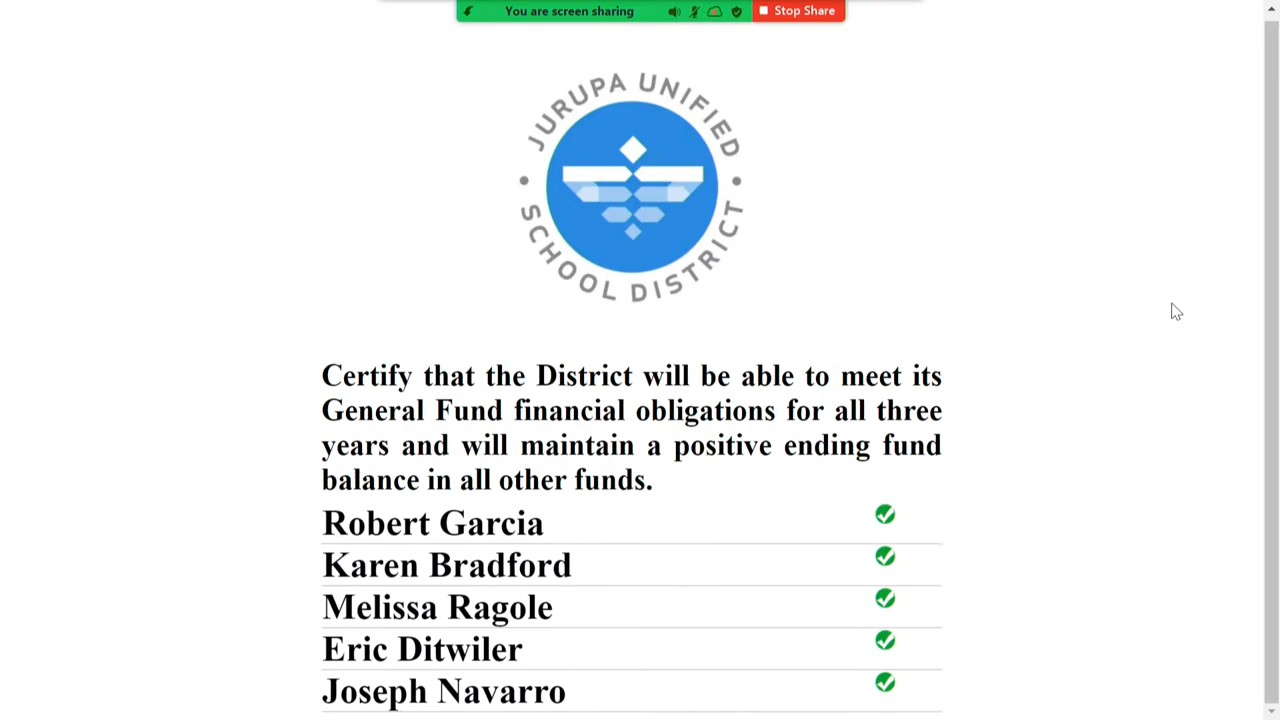 You are screen sharing
Stop Share
JURUPA UNIFIED
SCHOOL DISTRICT
Certify that the District will be able to meet its
General Fund financial obligations for all three
years and will maintain a positive ending fund
balance in all other funds.
Robert Garcia
Karen Bradford
Melissa Ragole
Eric Ditwiler
Joseph Navarro